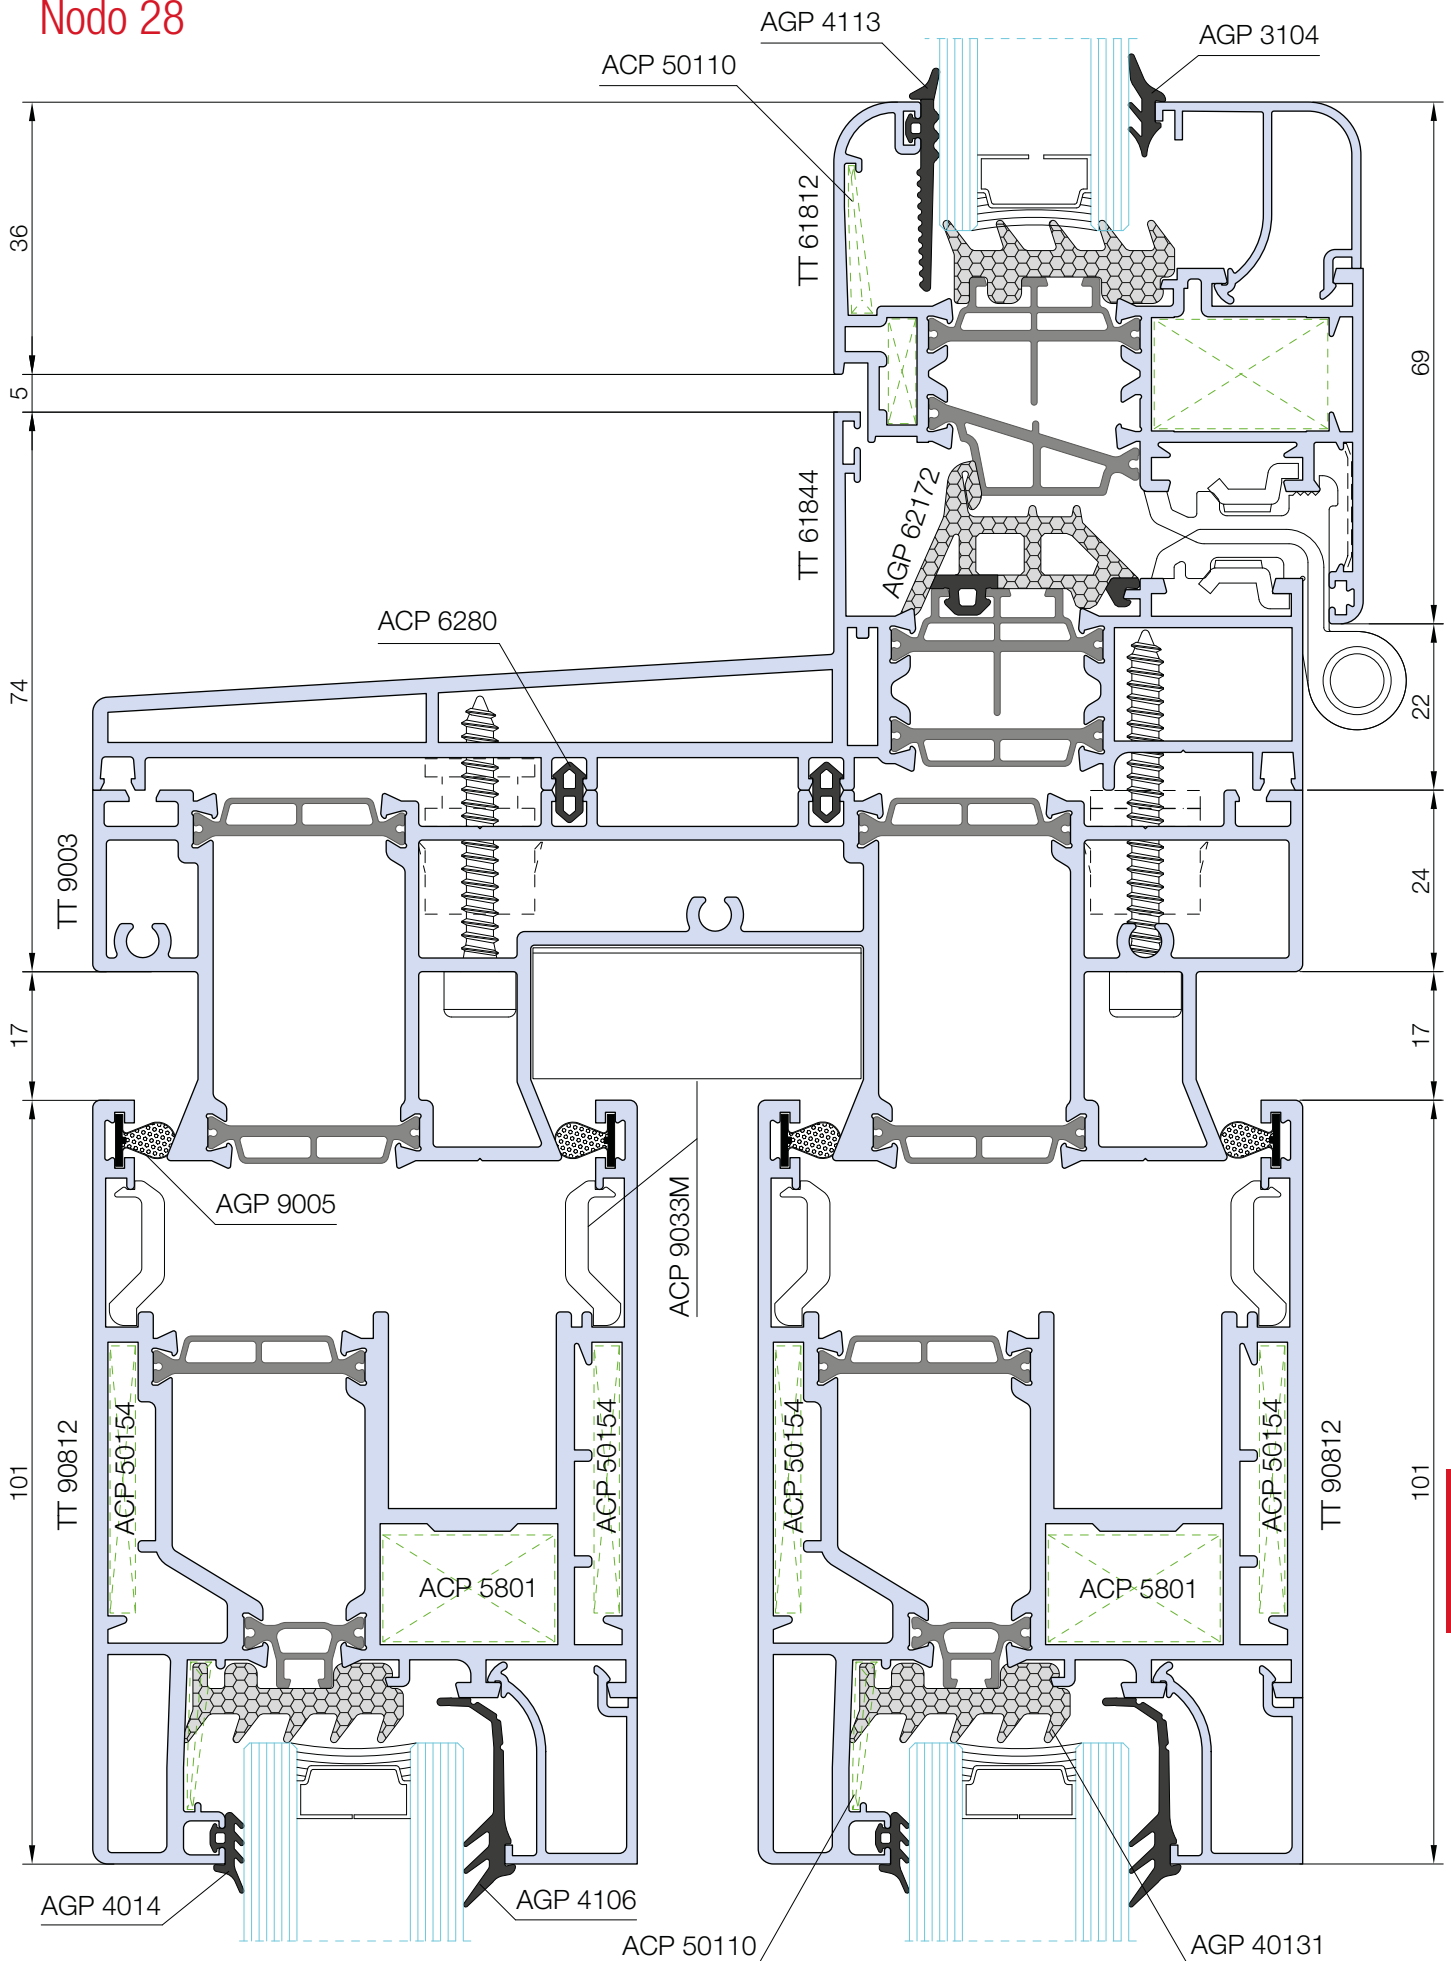 Nodo 28
AGP 4113
AGP 3104
ACP 50110
TT 61812
36
69
5
TT 61844
AGP 62172
ACP 6280
74
22
TT 9003
24
17
17
AGP 9005
ACP 9033M
101
TT 90812
ACP 50154
ACP 50154
ACP 50154
ACP 50154
TT 90812
101
ACP 5801
ACP 5801
AGP 4014
AGP 4106
ACP 50110
AGP 40131